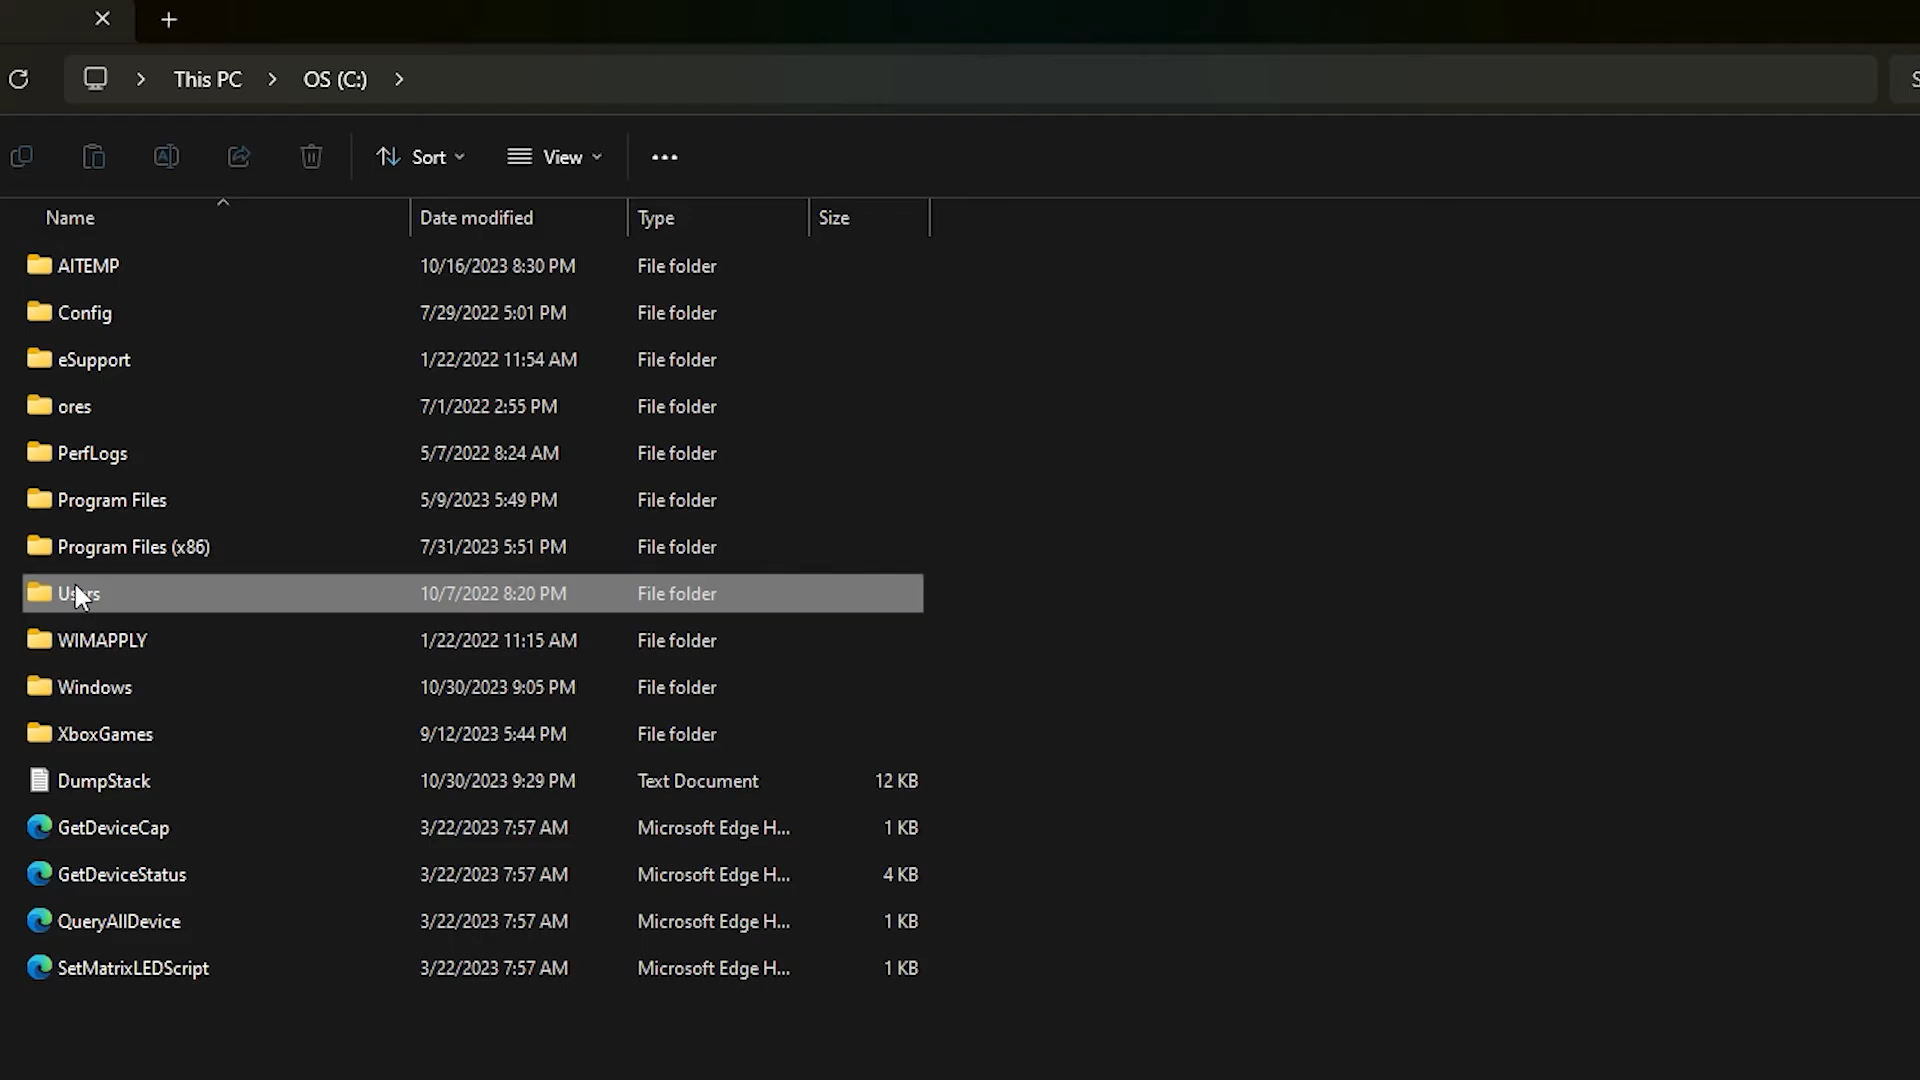 This PC OS (C:)
Sort View
Name Date modified Type Size
AITEMP 10/16/2023 8:30 PM File folder
Config 7/29/2022 5:01 PM File folder
eSupport 1/22/2022 11:54 AM File folder
ores 7/1/2022 2:55 PM File folder
PerfLogs 5/7/2022 8:24 AM File folder
Program Files 5/9/2023 5:49 PM File folder
Program Files (x86) 7/31/2023 5:51 PM File folder
Users 10/7/2022 8:20 PM File folder
WIMAPPLY 1/22/2022 11:15 AM File folder
Windows 10/30/2023 9:05 PM File folder
XboxGames 9/12/2023 5:44 PM File folder
DumpStack 10/30/2023 9:29 PM Text Document 12 KB
GetDeviceCap 3/22/2023 7:57 AM Microsoft Edge H... 1 KB
GetDeviceStatus 3/22/2023 7:57 AM Microsoft Edge H... 4 KB
QueryAllDevice 3/22/2023 7:57 AM Microsoft Edge H... 1 KB
SetMatrixLEDScript 3/22/2023 7:57 AM Microsoft Edge H... 1 KB